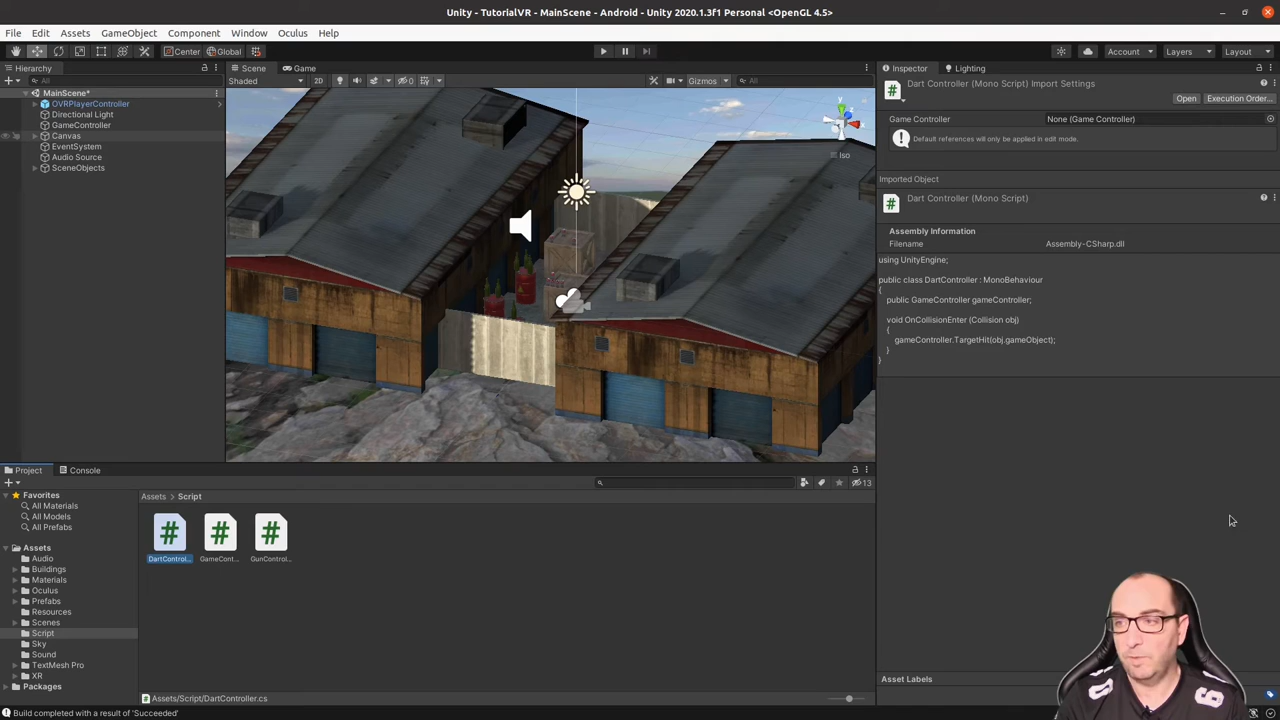 Unity - TutorialVR - MainScene - Android - Unity 2020.1.3f1 Personal <OpenGL 4.5>
File Edit Assets GameObject Component Window Oculus Help
Center Global Account Layers Layout
Hierarchy
All
MainScene*
OVRPlayerController
Directional Light
GameController
Canvas
EventSystem
Audio Source
SceneObjects
Scene Game
Shaded 2D 0 Gizmos All
y
x
z
Iso
Inspector Lighting
Dart Controller (Mono Script) Import Settings
Open Execution Order...
Game Controller None (Game Controller)
Default references will only be applied in edit mode.
Imported Object
Dart Controller (Mono Script)
Assembly Information
Filename Assembly-CSharp.dll
using UnityEngine;
public class DartController : MonoBehaviour
{
public GameController gameController;
void OnCollisionEnter (Collision obj)
{
gameController.TargetHit(obj.gameObject);
}
}
Asset Labels
Project Console
13
Favorites
All Materials
All Models
All Prefabs
Assets
Audio
Buildings
Materials
Oculus
Prefabs
Resources
Scenes
Script
Sky
Sound
TextMesh Pro
XR
Packages
Assets > Script
DartControl... GameCont... GunControl...
Assets/Script/DartController.cs
Build completed with a result of 'Succeeded'